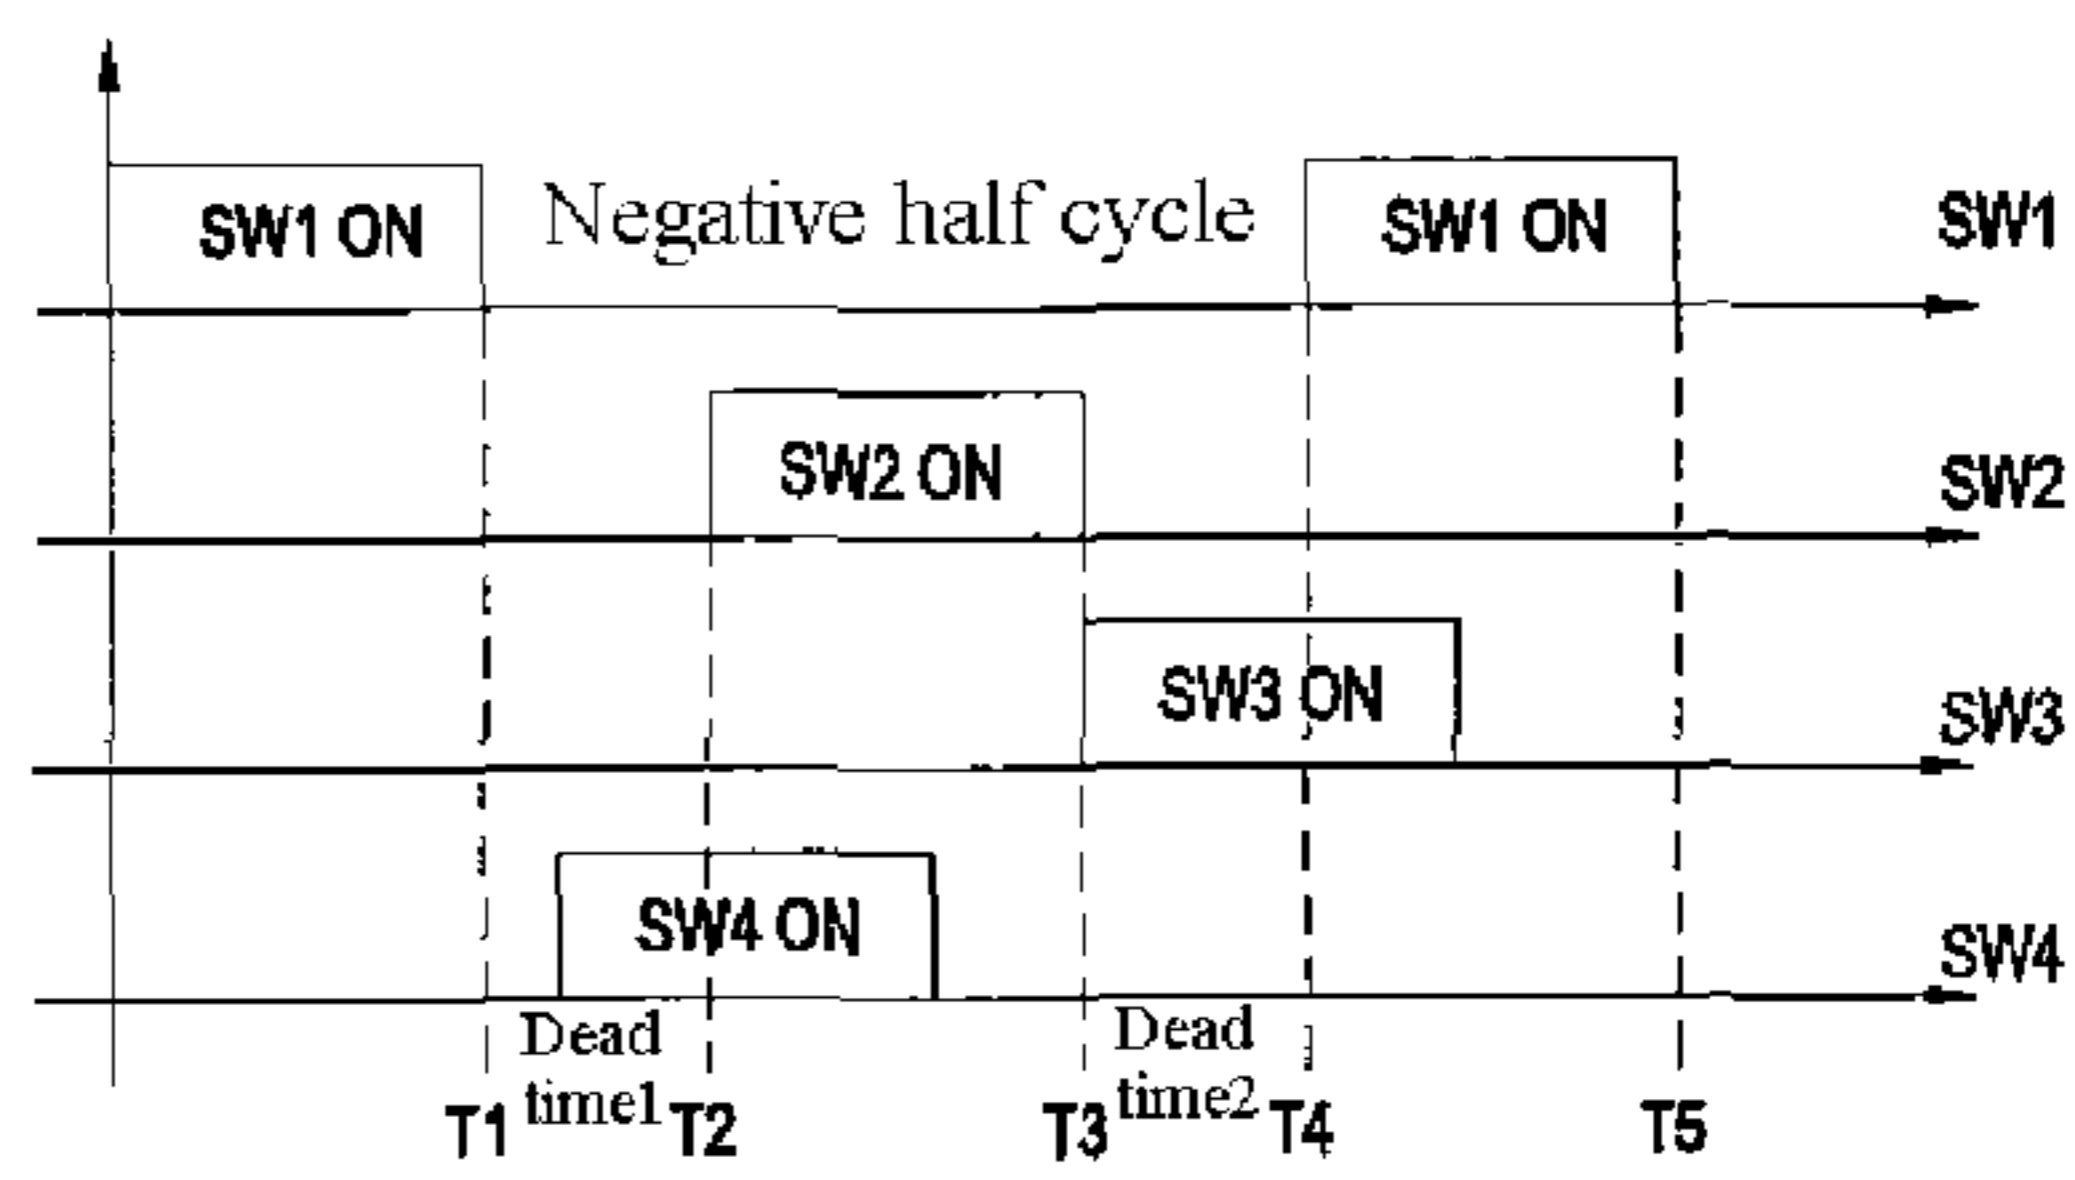 SW1 ON
Negative half cycle
SW1 ON
SW1
SW2 ON
SW2
SW3 ON
SW3
SW4 ON
SW4
Dead
time1
Dead
time2
T1
T2
T3
T4
T5